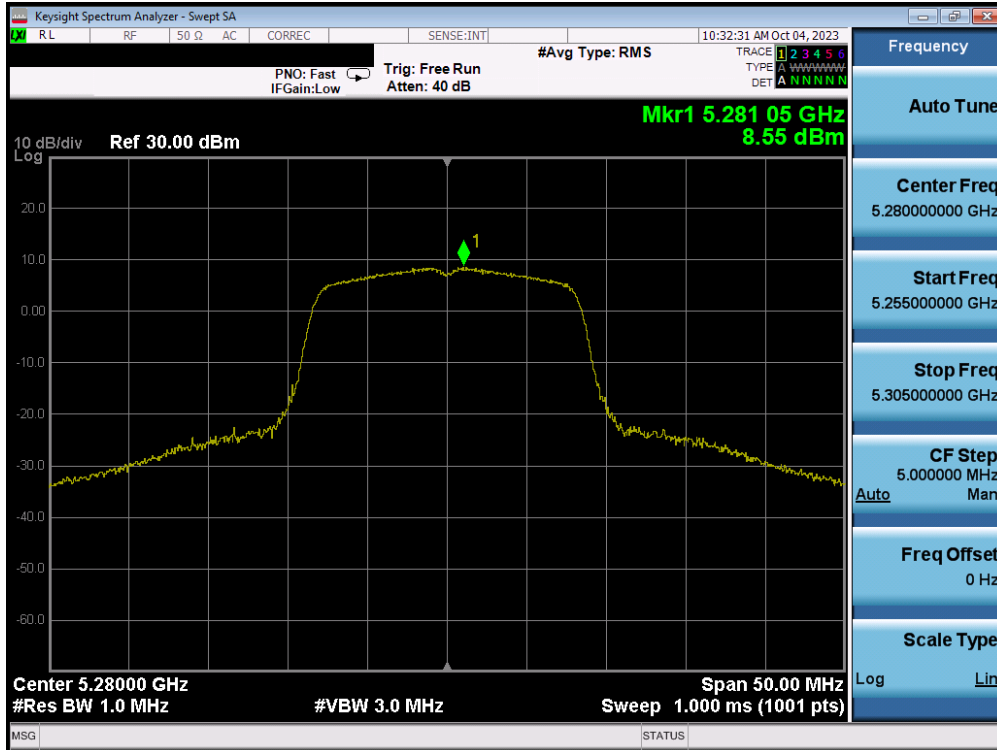 Keysight Spectrum Analyzer - Swept SA
LXI RL RF 50 Ω AC CORREC SENSE:INT 10:32:31 AM Oct 04, 2023
#Avg Type: RMS
TRACE 1 2 3 4 5 6
TYPE A WWWWW
DET A N N N N N
PNO: Fast
IFGain:Low
Trig: Free Run
Atten: 40 dB
Mkr1 5.281 05 GHz
8.55 dBm
10 dB/div
Log
Ref 30.00 dBm
1
20.0
10.0
0.00
-10.0
-20.0
-30.0
-40.0
-50.0
-60.0
Center 5.28000 GHz
Span 50.00 MHz
#Res BW 1.0 MHz
#VBW 3.0 MHz
Sweep 1.000 ms (1001 pts)
MSG
STATUS
Frequency
Auto Tune
Center Freq
5.280000000 GHz
Start Freq
5.255000000 GHz
Stop Freq
5.305000000 GHz
CF Step
5.000000 MHz
Auto Man
Freq Offset
0 Hz
Scale Type
Log Lin